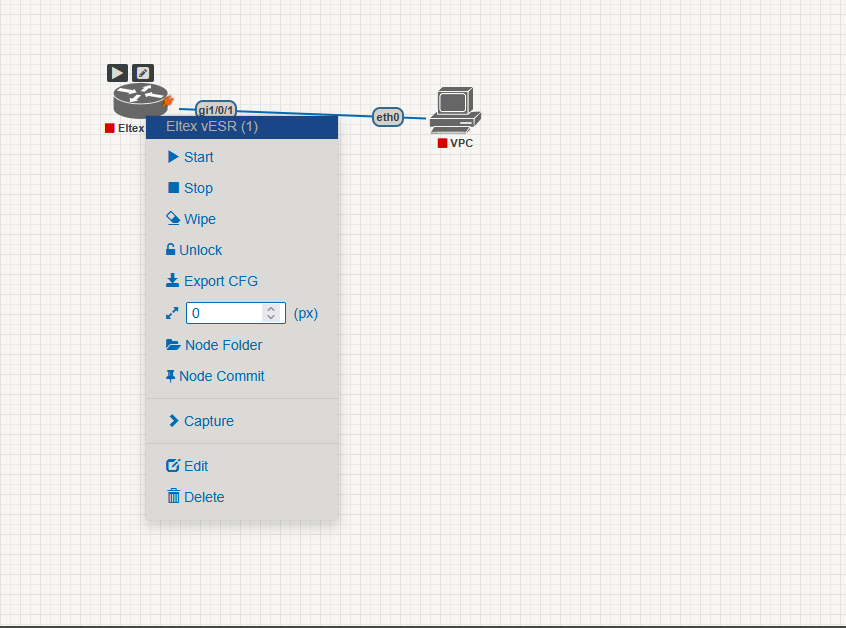 gi1/0/1
eth0
Eltex
VPC
Eltex vESR (1)
Start
Stop
Wipe
Unlock
Export CFG
0 (px)
Node Folder
Node Commit
Capture
Edit
Delete